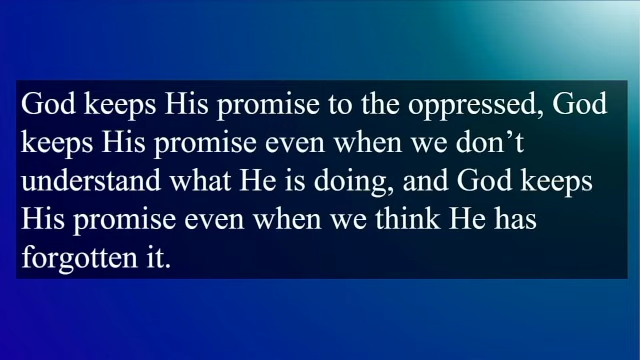 God keeps His promise to the oppressed, God
keeps His promise even when we don’t
understand what He is doing, and God keeps
His promise even when we think He has
forgotten it.